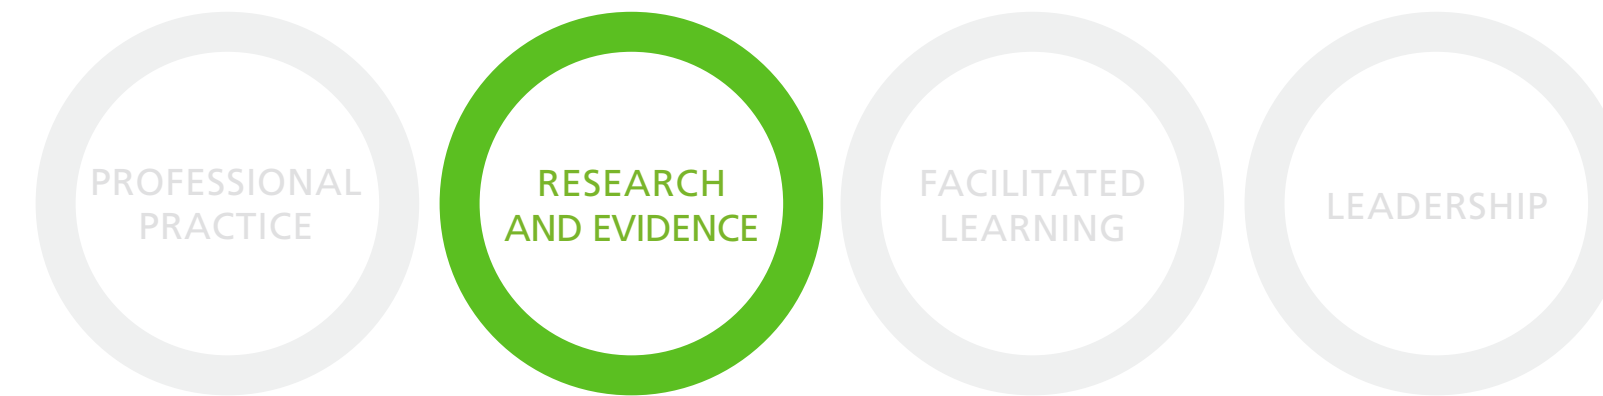 PROFESSIONAL
PRACTICE
RESEARCH
AND EVIDENCE
FACILITATED
LEARNING
LEADERSHIP